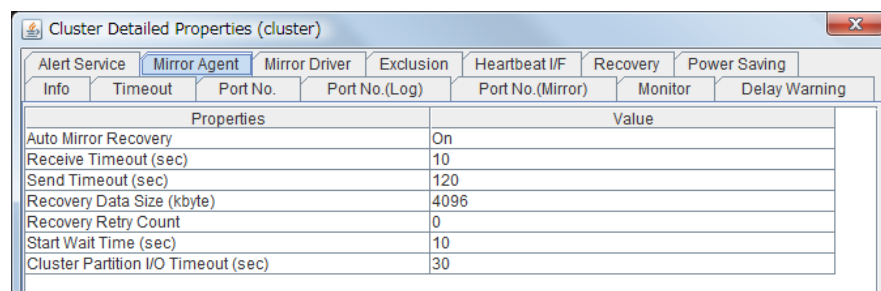 Cluster Detailed Properties (cluster)
Alert Service Mirror Agent Mirror Driver Exclusion Heartbeat I/F Recovery Power Saving
Info Timeout Port No. Port No.(Log) Port No.(Mirror) Monitor Delay Warning
Properties Value
Auto Mirror Recovery On
Receive Timeout (sec) 10
Send Timeout (sec) 120
Recovery Data Size (kbyte) 4096
Recovery Retry Count 0
Start Wait Time (sec) 10
Cluster Partition I/O Timeout (sec) 30